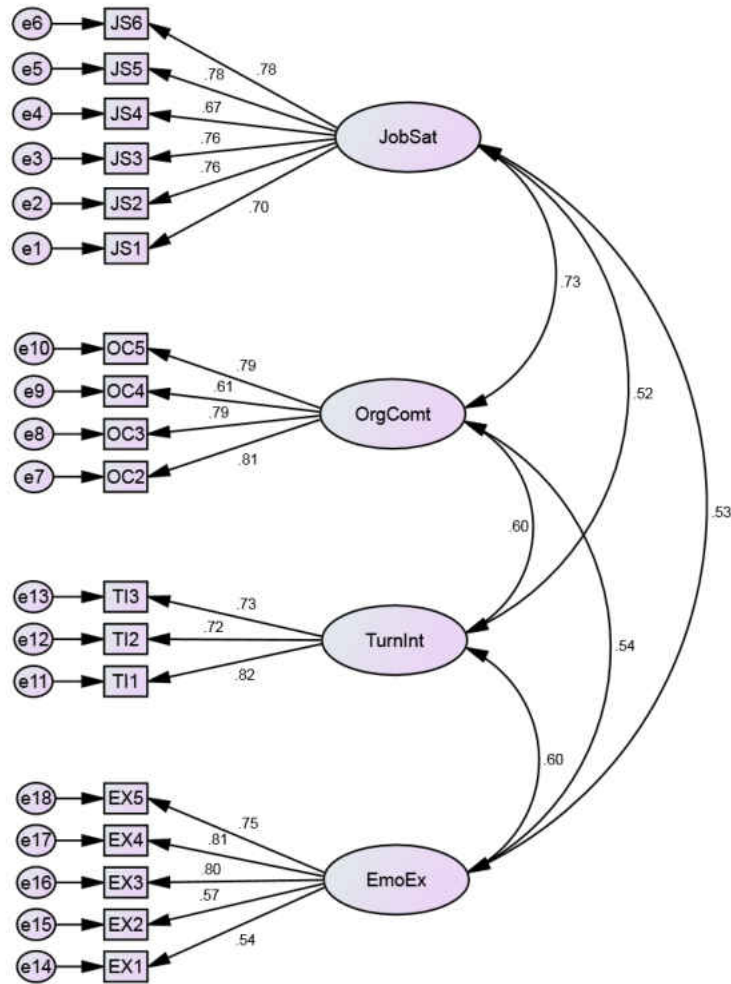 e6 JS6
.78
e5 JS5
.78
e4 JS4
.67
JobSat
e3 JS3
.76
e2 JS2
.76
e1 JS1
.70
.73
e10 OC5
.79
e9 OC4
.61
.52
OrgComt
e8 OC3
.79
e7 OC2
.81
.53
.60
e13 TI3
.73
e12 TI2
.72
TurnInt
.54
e11 TI1
.82
.60
e18 EX5
.75
e17 EX4
.81
e16 EX3
.80
EmoEx
e15 EX2
.57
e14 EX1
.54